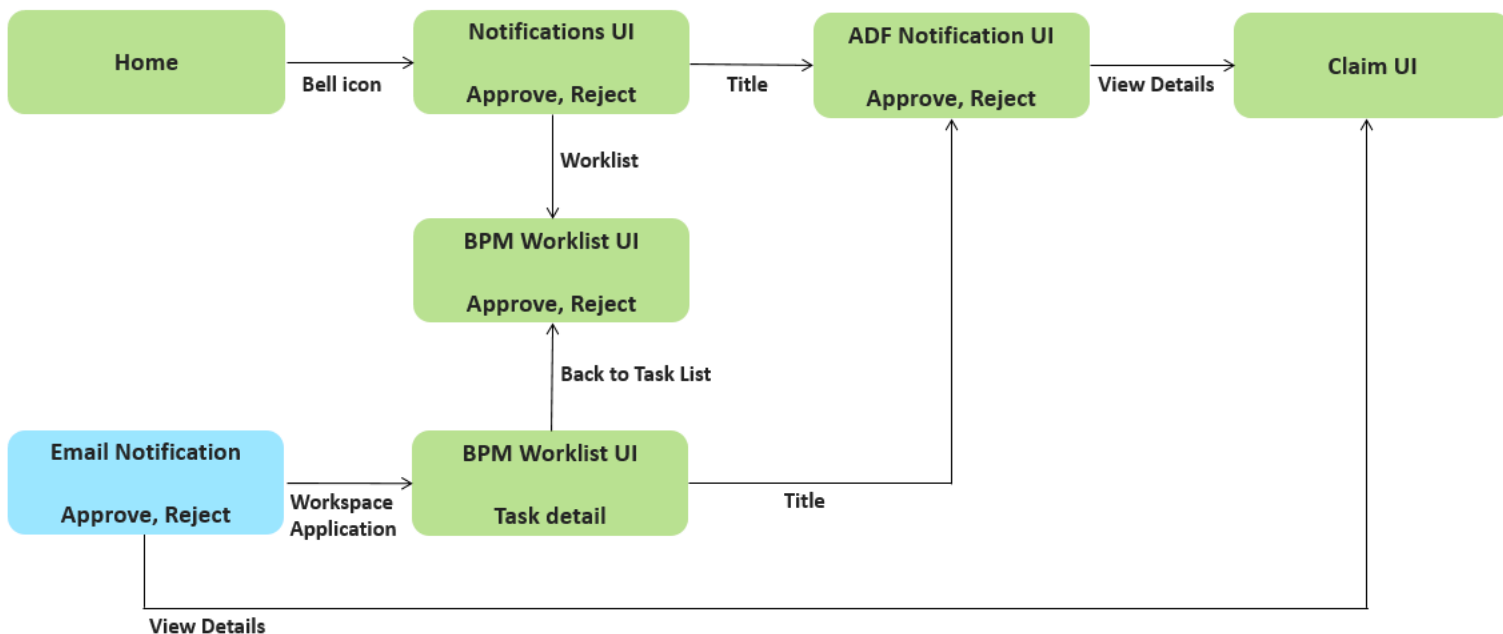 Home
Bell icon
Notifications UI
Approve, Reject
Title
ADF Notification UI
Approve, Reject
View Details
Claim UI
Worklist
BPM Worklist UI
Approve, Reject
Back to Task List
Email Notification
Approve, Reject
Workspace
Application
BPM Worklist UI
Task detail
Title
View Details